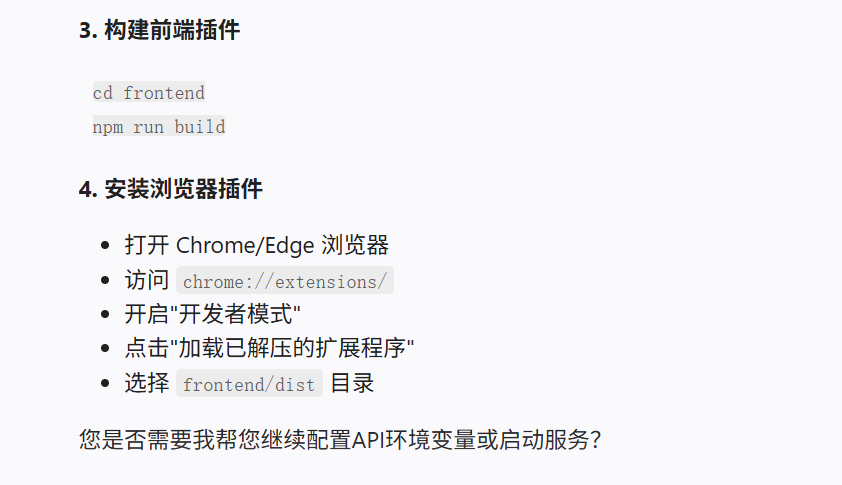 3. 构建前端插件
cd frontend
npm run build
4. 安装浏览器插件
打开 Chrome/Edge 浏览器
访问 chrome://extensions/
开启"开发者模式"
点击"加载已解压的扩展程序"
选择 frontend/dist 目录
您是否需要我帮您继续配置API环境变量或启动服务？